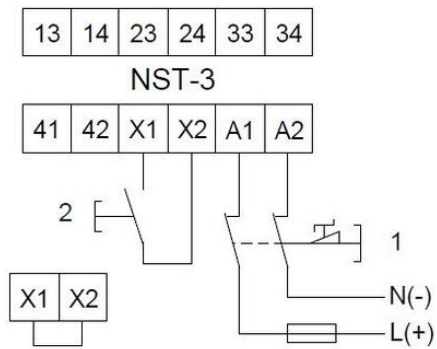 13 14 23 24 33 34
NST-3
41 42 X1 X2 A1 A2
2
1
X1 X2
N(-)
L(+)